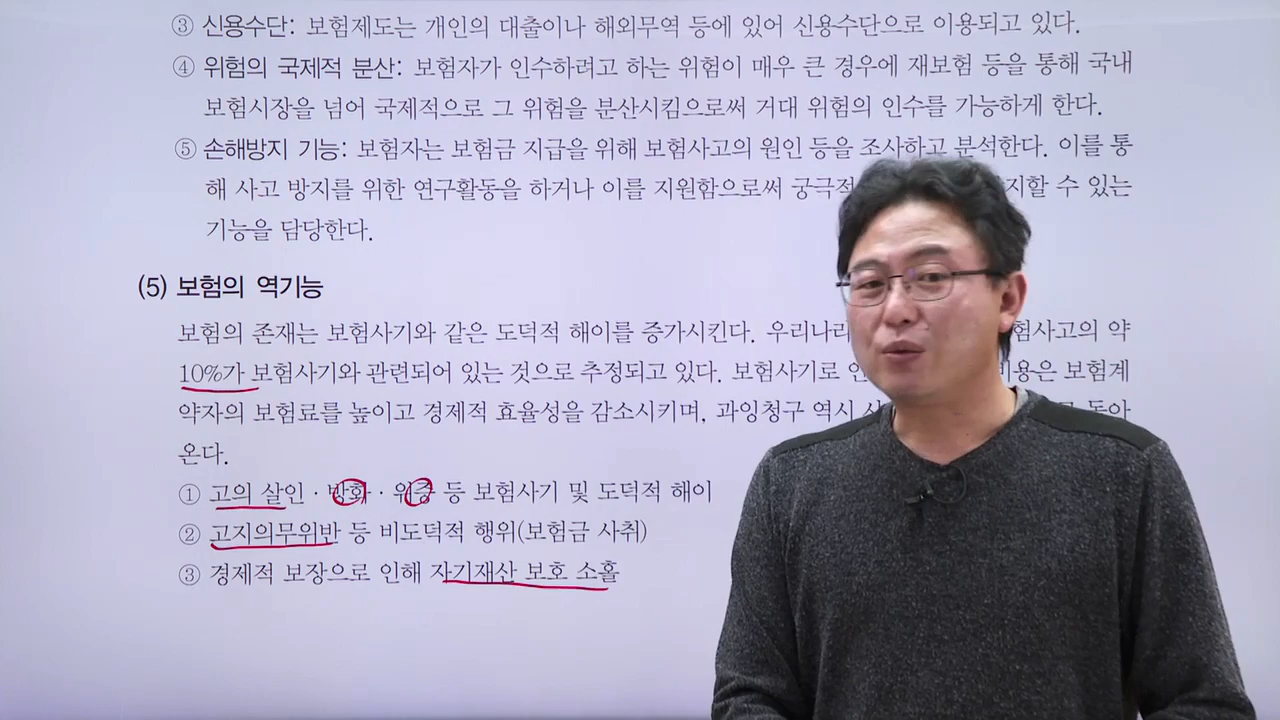 ③ 신용수단: 보험제도는 개인의 대출이나 해외무역 등에 있어 신용수단으로 이용되고 있다.
④ 위험의 국제적 분산: 보험자가 인수하려고 하는 위험이 매우 큰 경우에 재보험 등을 통해 국내
보험시장을 넘어 국제적으로 그 위험을 분산시킴으로써 거대 위험의 인수를 가능하게 한다.
⑤ 손해방지 기능: 보험자는 보험금 지급을 위해 보험사고의 원인 등을 조사하고 분석한다. 이를 통
해 사고 방지를 위한 연구활동을 하거나 이를 지원함으로써 수 있는
기능을 담당한다.
(5) 보험의 역기능
보험의 존재는 보험사기와 같은 도덕적 해이를 증가시킨다. 약
10%가 보험사기와 관련되어 있는 것으로 추정되고 있다. 보험사기로 보험계
약자의 보험료를 높이고 경제적 효율성을 감소시키며, 과잉청구 역시 돌아
온다.
① 고의 살인 · 방화 · 위증 등 보험사기 및 도덕적 해이
② 고지의무위반 등 비도덕적 행위(보험금 사취)
③ 경제적 보장으로 인해 자기재산 보호 소홀